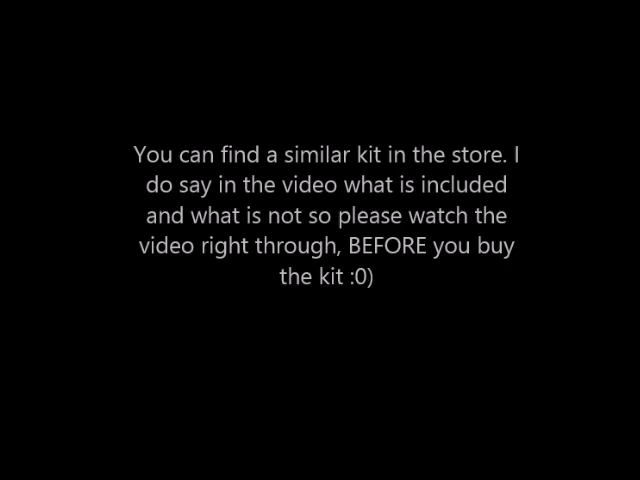 You can find a similar kit in the store. I
do say in the video what is included
and what is not so please watch the
video right through, BEFORE you buy
the kit :0)